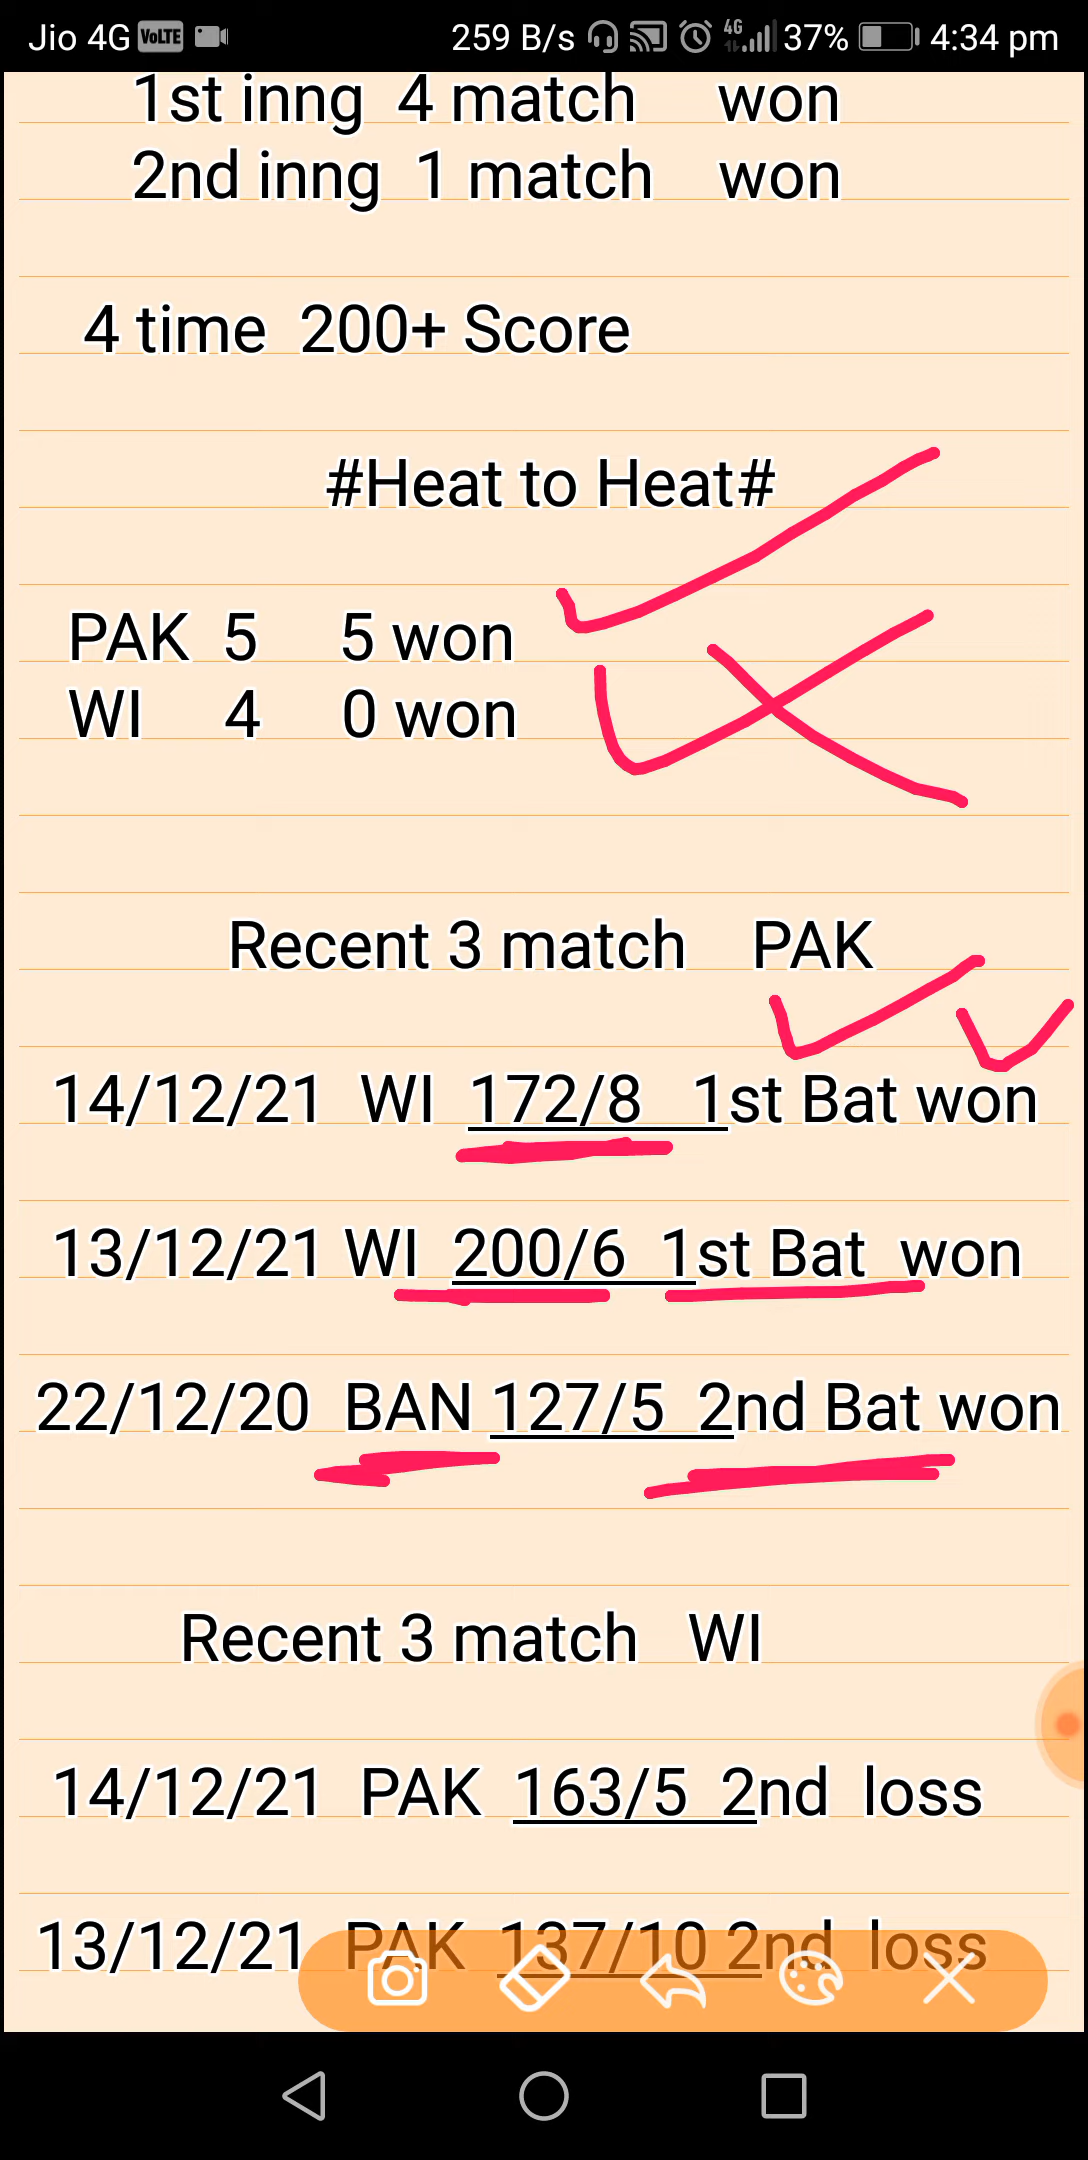 Jio 4G VoLTE 259 B/s 4G 37% 4:34 pm
1st inng 4 match won
2nd inng 1 match won
4 time 200+ Score
#Heat to Heat#
PAK 5 5 won
WI 4 0 won
Recent 3 match PAK
14/12/21 WI 172/8 1st Bat won
13/12/21 WI 200/6 1st Bat won
22/12/20 BAN 127/5 2nd Bat won
Recent 3 match WI
14/12/21 PAK 163/5 2nd loss
13/12/21 PAK 137/10 2nd loss